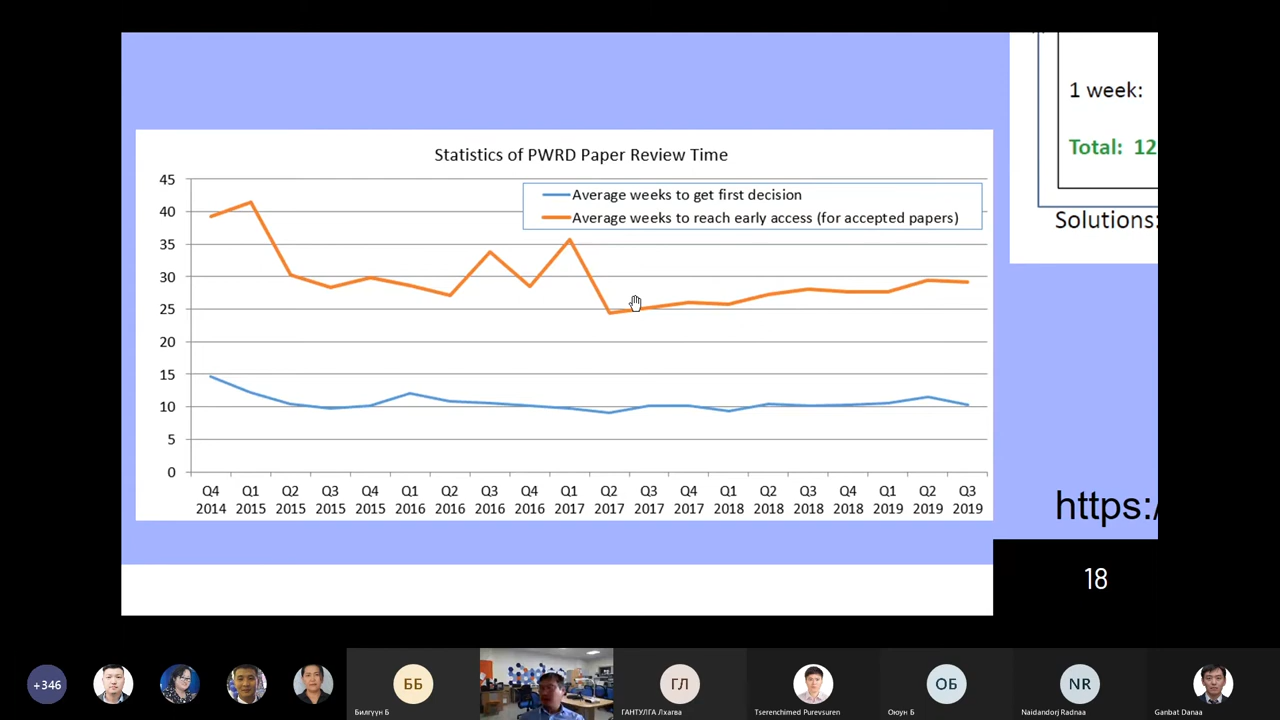 1 week:
Total: 12
Solutions:
https:/
Statistics of PWRD Paper Review Time
Average weeks to get first decision
Average weeks to reach early access (for accepted papers)
45
40
35
30
25
20
15
10
5
0
Q4 Q1 Q2 Q3 Q4 Q1 Q2 Q3 Q4 Q1 Q2 Q3 Q4 Q1 Q2 Q3 Q4 Q1 Q2 Q3
2014 2015 2015 2015 2015 2016 2016 2016 2016 2017 2017 2017 2017 2018 2018 2018 2018 2019 2019 2019
18
+346
ББ
ГЛ
ОБ
NR
Билгүүн Б
ГАНТУЛГА Лхагва
Tserenchimed Purevsuren
Оюун Б
Naidandorj Radnaa
Ganbat Danaa